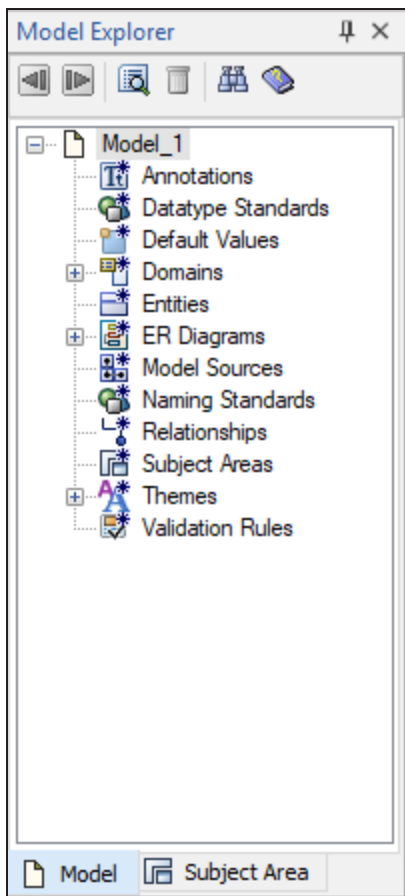 Model Explorer
Model_1
Annotations
Datatype Standards
Default Values
Domains
Entities
ER Diagrams
Model Sources
Naming Standards
Relationships
Subject Areas
Themes
Validation Rules
Model Subject Area